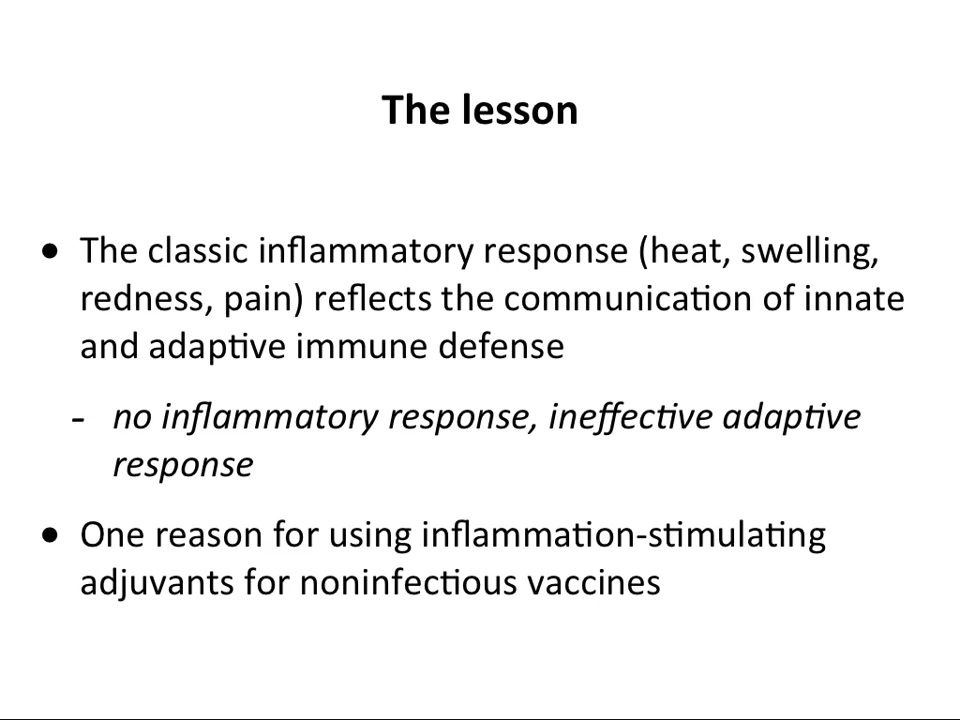 The lesson
• The classic inflammatory response (heat, swelling,
redness, pain) reflects the communication of innate
and adaptive immune defense
- no inflammatory response, ineffective adaptive
response
• One reason for using inflammation-stimulating
adjuvants for noninfectious vaccines